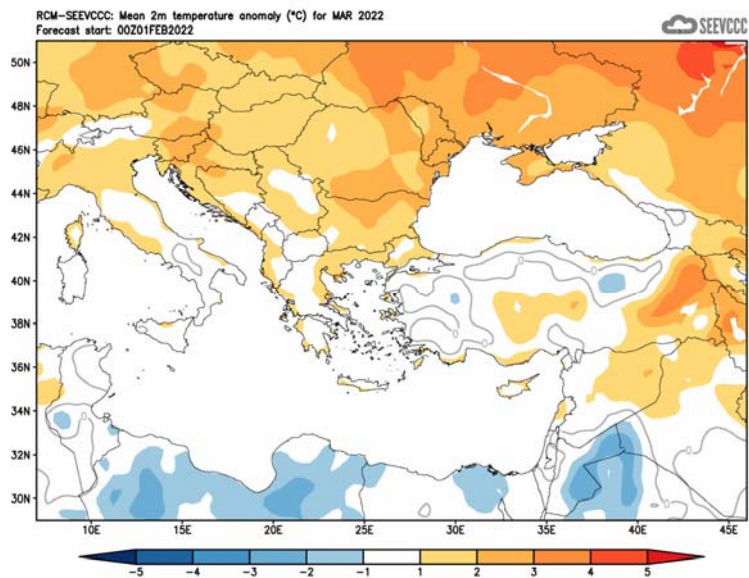 RCM-SEEVCCC: Mean 2m temperature anomaly (°C) for MAR 2022
Forecast start: 00Z01FEB2022
SEEVCCC
50N
48N
46N
44N
42N
40N
38N
36N
34N
32N
30N
10E 15E 20E 25E 30E 35E 40E 45E
-5 -4 -3 -2 -1 1 2 3 4 5